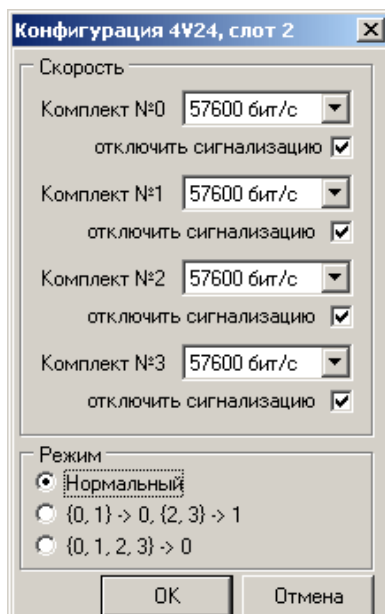 Конфигурация 4V24, слот 2
Скорость
Комплект №0 57600 бит/с
отключить сигнализацию
Комплект №1 57600 бит/с
отключить сигнализацию
Комплект №2 57600 бит/с
отключить сигнализацию
Комплект №3 57600 бит/с
отключить сигнализацию
Режим
Нормальный
{0, 1} -> 0, {2, 3} -> 1
{0, 1, 2, 3} -> 0
OK Отмена